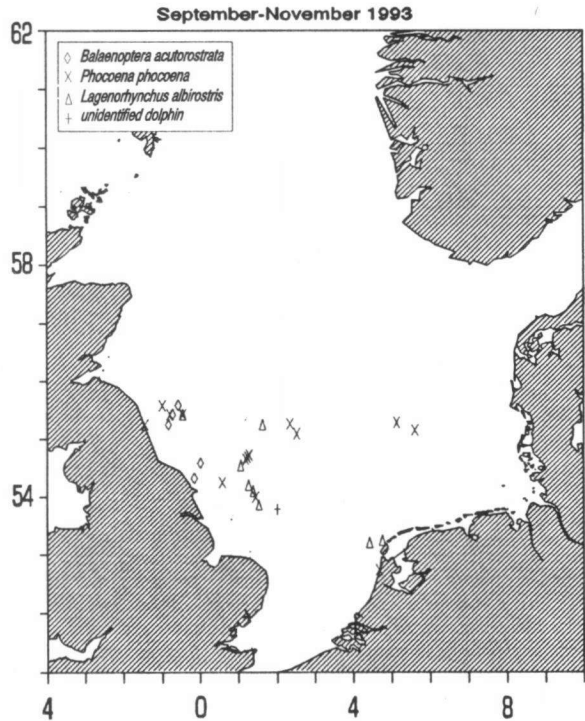 September-November 1993
62
◇ Balaenoptera acutorostrata
× Phocoena phocoena
△ Lagenorhynchus albirostris
+ unidentified dolphin
58
54
4 0 4 8